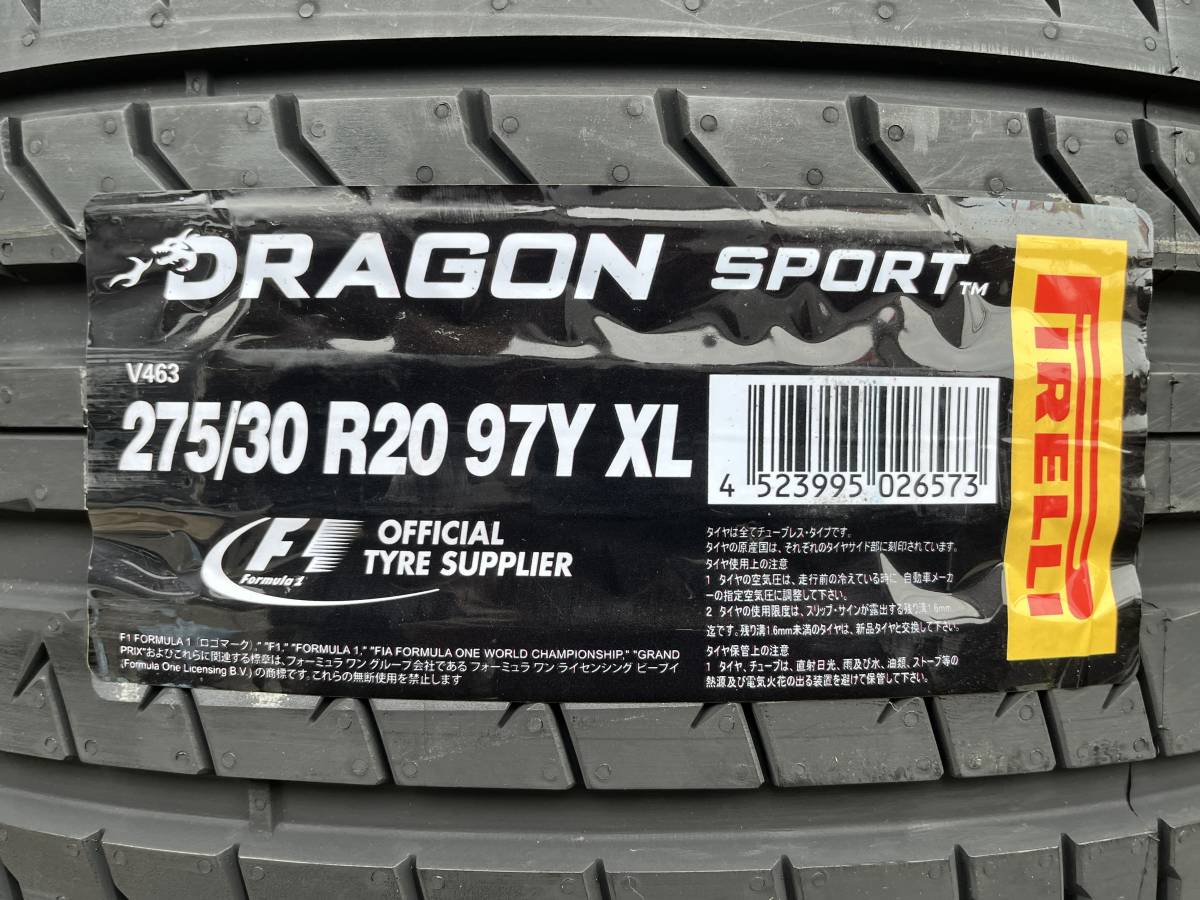 DRAGON SPORT™
PIRELLI
V463
275/30 R20 97Y XL
4 523995 026573
F1
Formula 1
OFFICIAL
TYRE SUPPLIER
F1 FORMULA 1 (ロゴマーク)," "F1," "FORMULA 1," "FIA FORMULA ONE WORLD CHAMPIONSHIP," "GRAND
PRIX"およびこれらに関連する標章は、フォーミュラ ワン グループ会社である フォーミュラ ワン ライセンシング ビーブイ
(Formula One Licensing B.V.) の商標です. これらの無断使用を禁止します
タイヤは全てチューブレス・タイプです。
タイヤの原産国は、それぞれのタイヤサイド部に刻印されています。
タイヤ使用上の注意
1 タイヤの空気圧は、走行前の冷えている時に 自動車メーカ
ーの指定空気圧に調整して下さい。
2 タイヤの使用限度は、スリップ・サインが露出する残り溝1.6mm
迄です。残り溝1.6mm未満のタイヤは、新品タイヤと交換して下さい。
タイヤ保管上の注意
1 タイヤ、チューブは、直射日光、雨及び水、油類、ストーブ等の
熱源及び電気火花の出る装置を避けて保管して下さい。